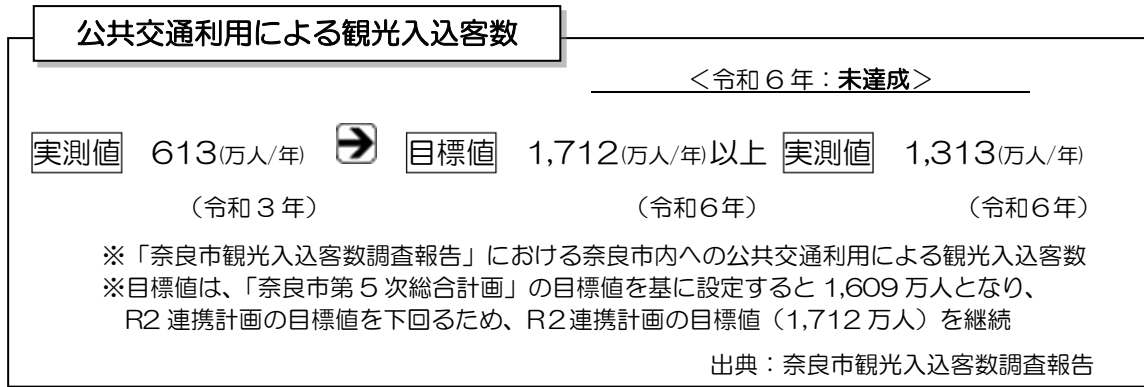 公共交通利用による観光入込客数
＜令和６年：未達成＞
実測値 613(万人/年) ➔ 目標値 1,712(万人/年)以上 実測値 1,313(万人/年)
（令和３年） （令和６年） （令和６年）
※「奈良市観光入込客数調査報告」における奈良市内への公共交通利用による観光入込客数
※目標値は、「奈良市第５次総合計画」の目標値を基に設定すると 1,609 万人となり、
R2 連携計画の目標値を下回るため、R２連携計画の目標値（1,712 万人）を継続
出典：奈良市観光入込客数調査報告